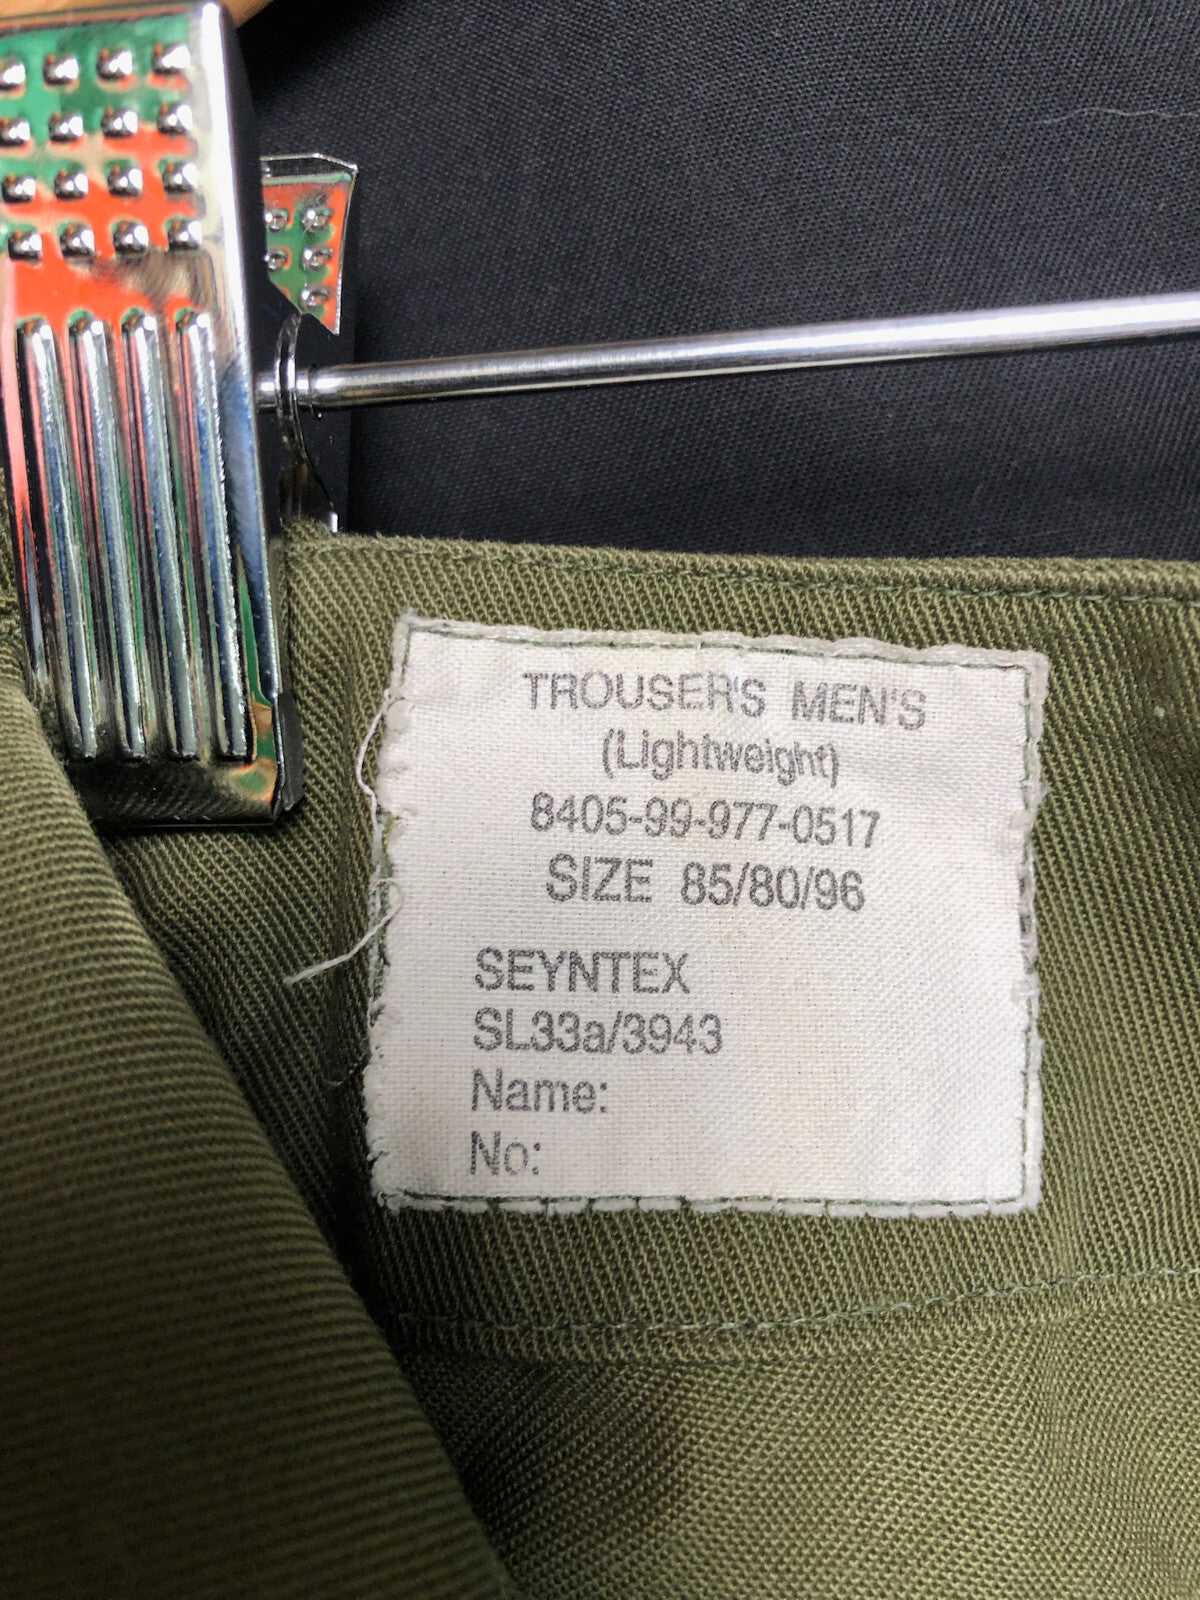 TROUSER'S MEN'S
(Lightweight)
8405-99-977-0517
SIZE 85/80/96
SEYNTEX
SL33a/3943
Name:
No: